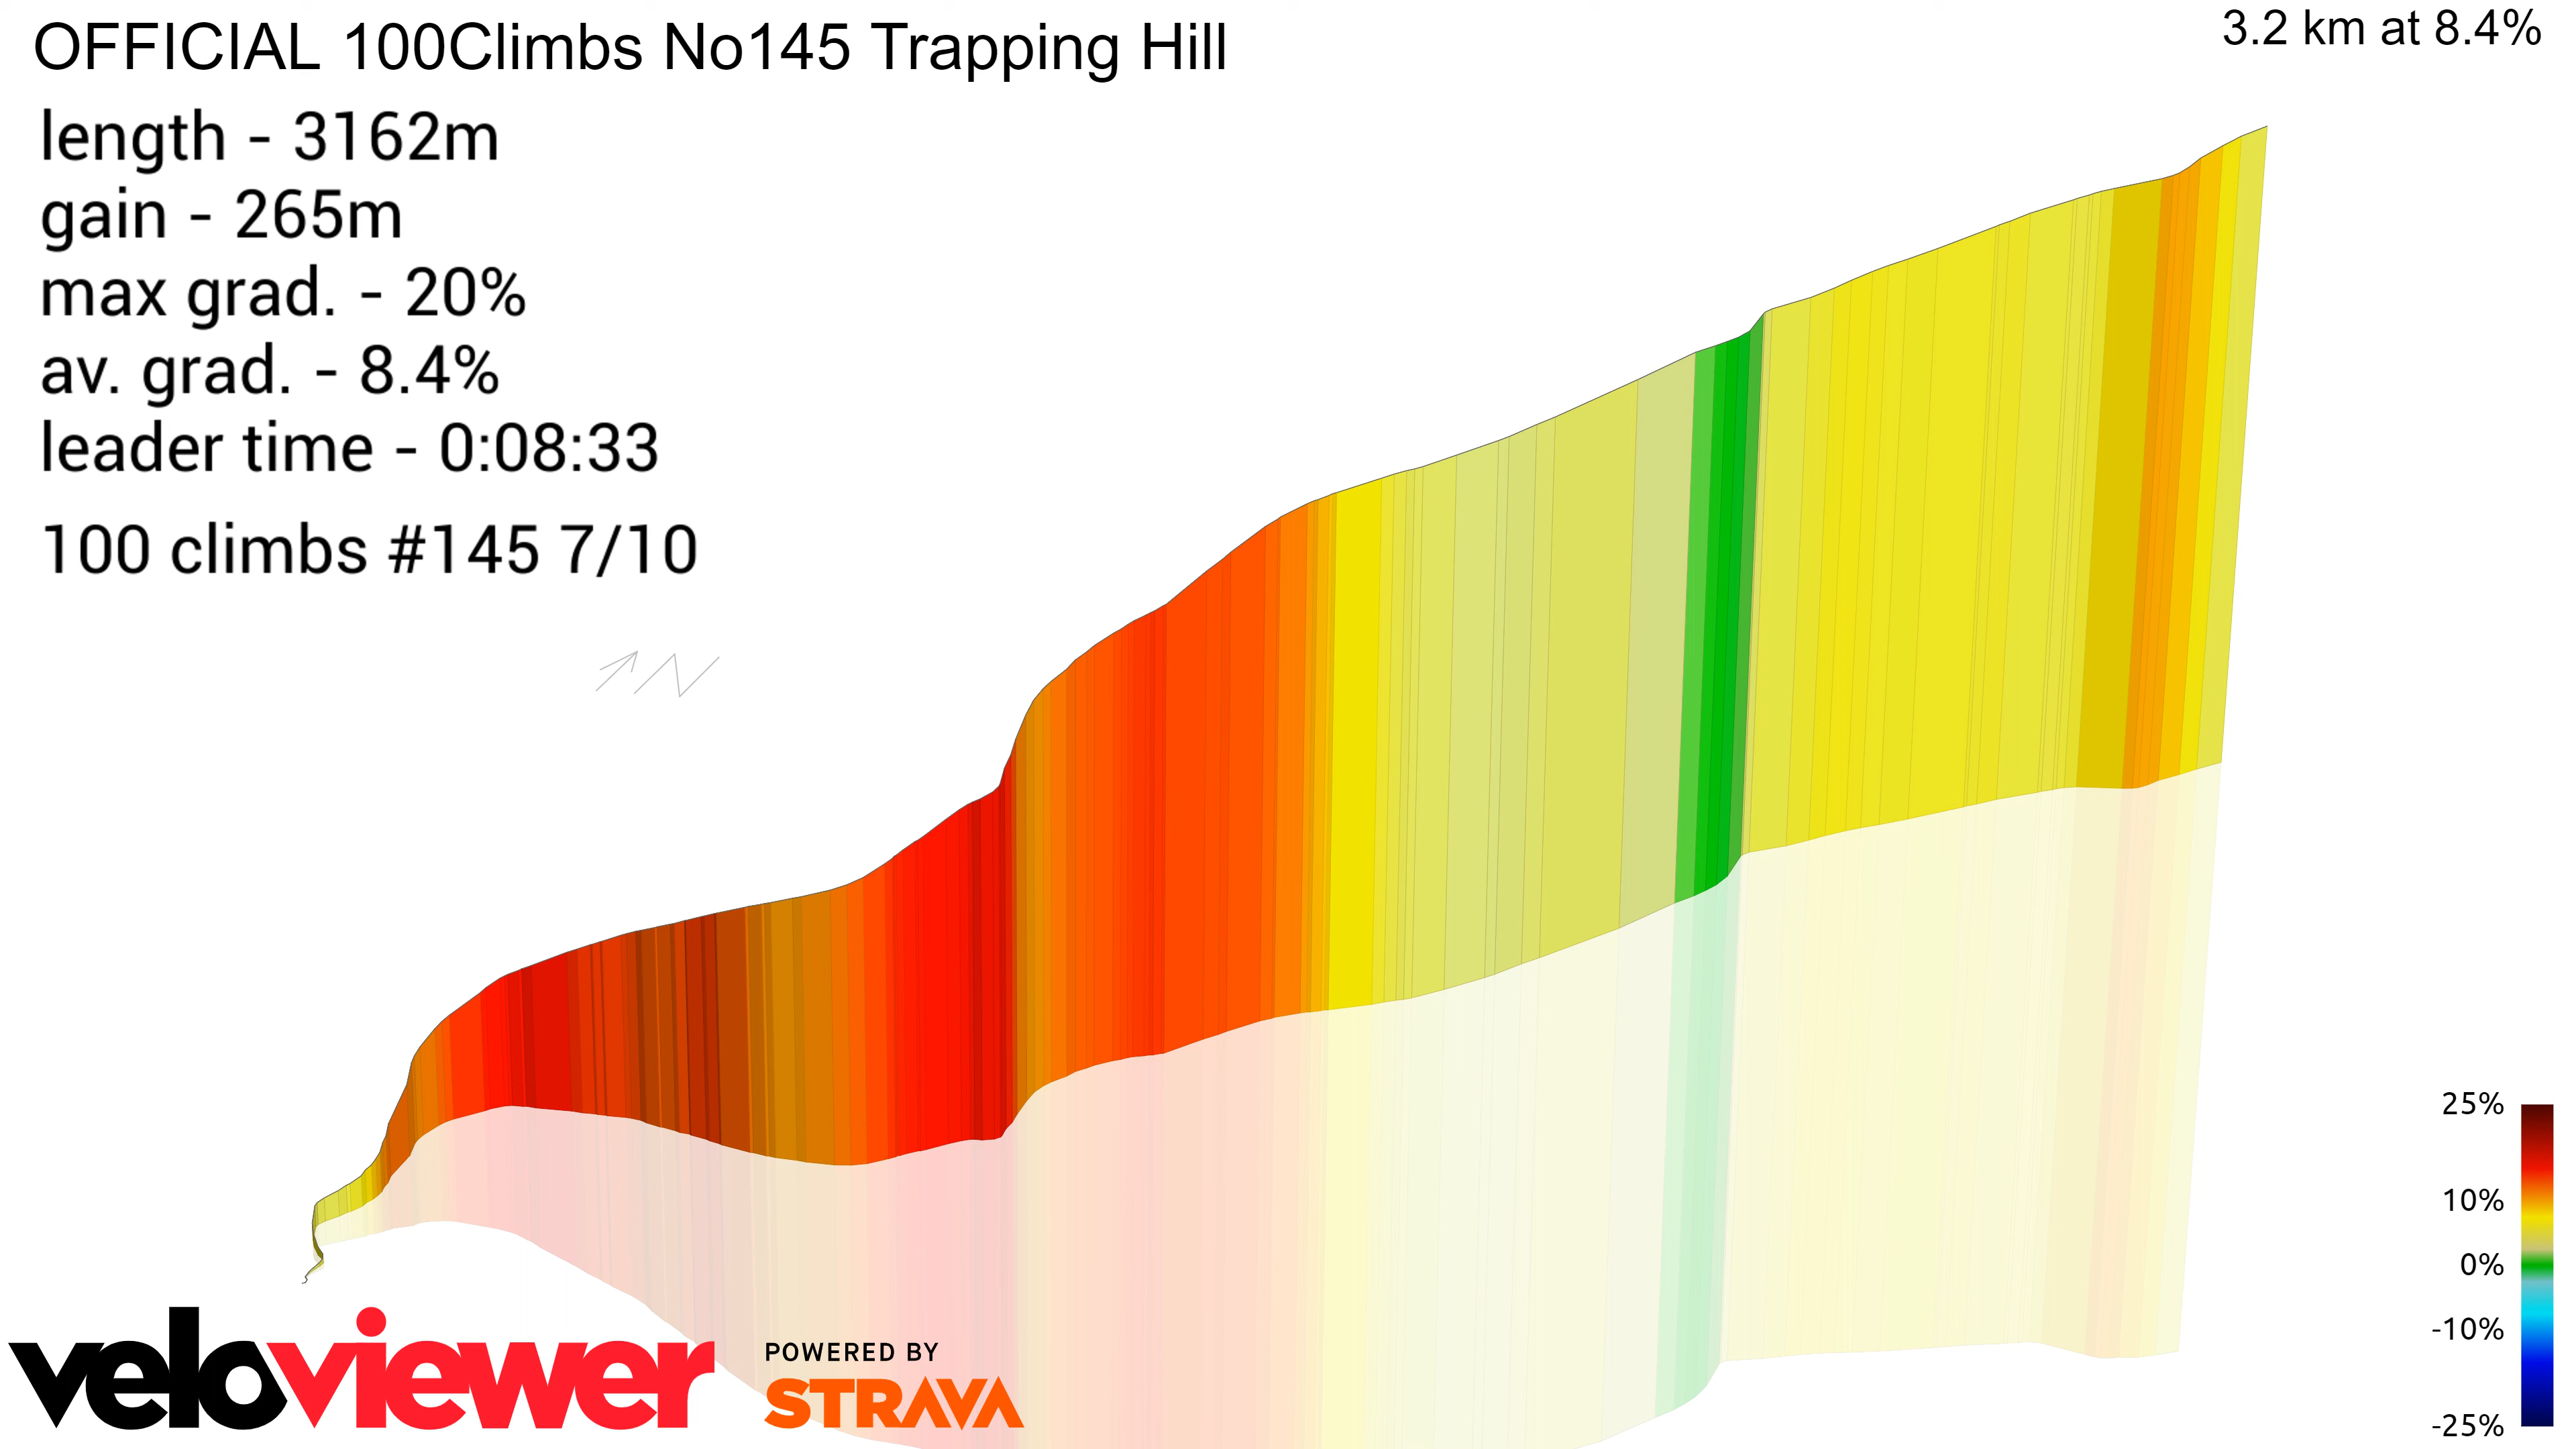 OFFICIAL 100Climbs No145 Trapping Hill
3.2 km at 8.4%
length - 3162m
gain - 265m
max grad. - 20%
av. grad. - 8.4%
leader time - 0:08:33
100 climbs #145 7/10
N
25%
10%
0%
-10%
-25%
veloviewer
POWERED BY
STRAVA